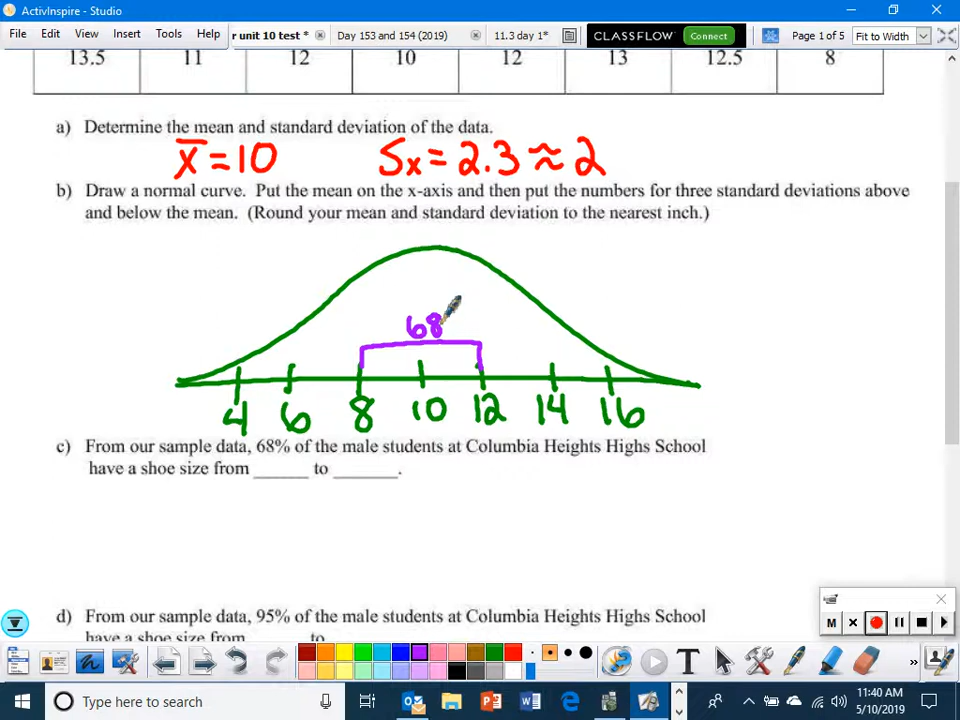 ActivInspire - Studio
File Edit View Insert Tools Help r unit 10 test * Day 153 and 154 (2019) 11.3 day 1* CLASSFLOW Connect Page 1 of 5 Fit to Width
13.5 11 12 10 12 13 12.5 8
a) Determine the mean and standard deviation of the data.
x̅ = 10 Sx = 2.3 ≈ 2
b) Draw a normal curve. Put the mean on the x-axis and then put the numbers for three standard deviations above
and below the mean. (Round your mean and standard deviation to the nearest inch.)
68
4 6 8 10 12 14 16
c) From our sample data, 68% of the male students at Columbia Heights Highs School
have a shoe size from ______ to _______.
d) From our sample data, 95% of the male students at Columbia Heights Highs School
have a shoe size from to
M
T
Type here to search
11:40 AM
5/10/2019